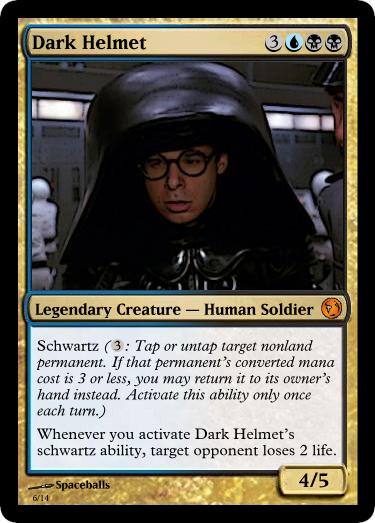 Dark Helmet 3
Legendary Creature — Human Soldier
Schwartz (3: Tap or untap target nonland
permanent. If that permanent's converted mana
cost is 3 or less, you may return it to its owner's
hand instead. Activate this ability only once
each turn.)
Whenever you activate Dark Helmet's
schwartz ability, target opponent loses 2 life.
4/5
Spaceballs
6/14